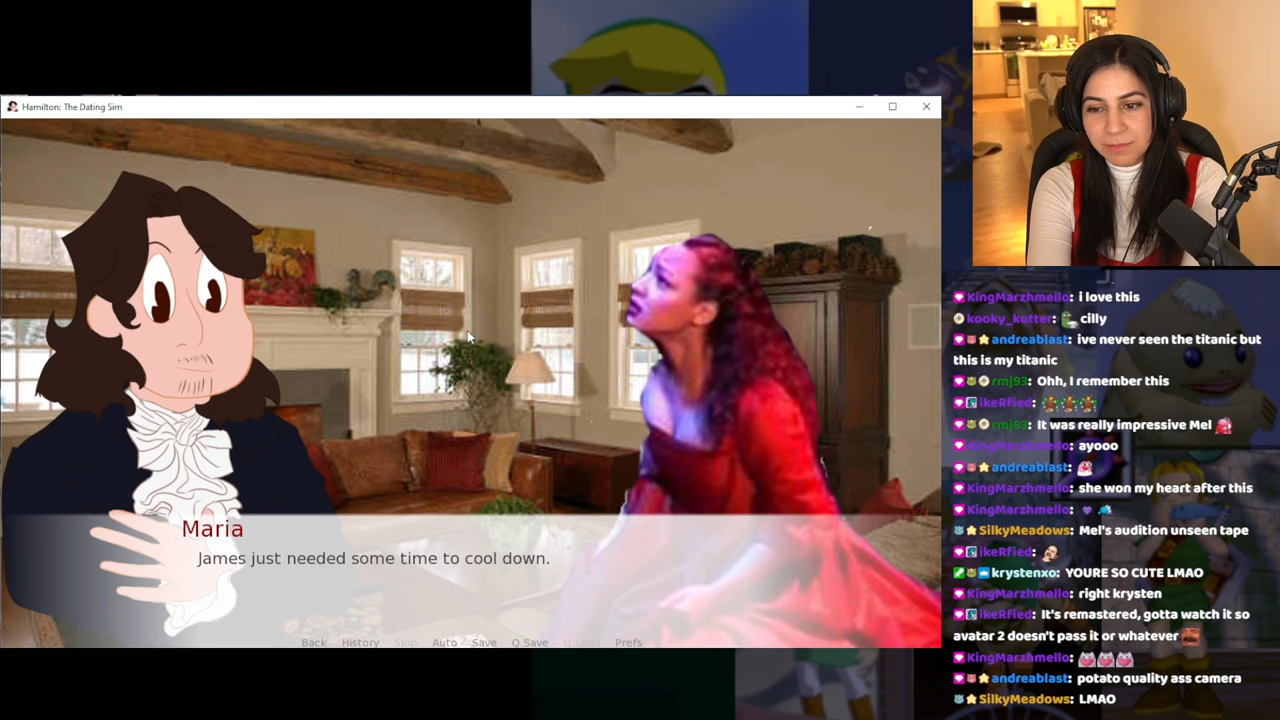 Hamilton: The Dating Sim
Maria
James just needed some time to cool down.
Back History Skip Auto Save Q.Save Q.Load Prefs
KingMarzhmello: i love this
kooky_kutter: cilly
andreablast: ive never seen the titanic but
this is my titanic
rmj93: Ohh, I remember this
ikeRfied:
rmj93: It was really impressive Mel
KingMarzhmello: ayooo
andreablast:
KingMarzhmello: she won my heart after this
KingMarzhmello:
SilkyMeadows: Mel's audition unseen tape
ikeRfied:
krystenxo: YOURE SO CUTE LMAO
KingMarzhmello: right krysten
ikeRfied: It's remastered, gotta watch it so
avatar 2 doesn't pass it or whatever
KingMarzhmello:
andreablast: potato quality ass camera
SilkyMeadows: LMAO